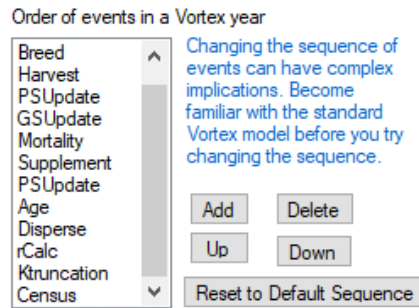 Order of events in a Vortex year
Breed
Harvest
PSUpdate
GSUpdate
Mortality
Supplement
PSUpdate
Age
Disperse
rCalc
Ktruncation
Census
Changing the sequence of
events can have complex
implications. Become
familiar with the standard
Vortex model before you try
changing the sequence.
Add
Delete
Up
Down
Reset to Default Sequence